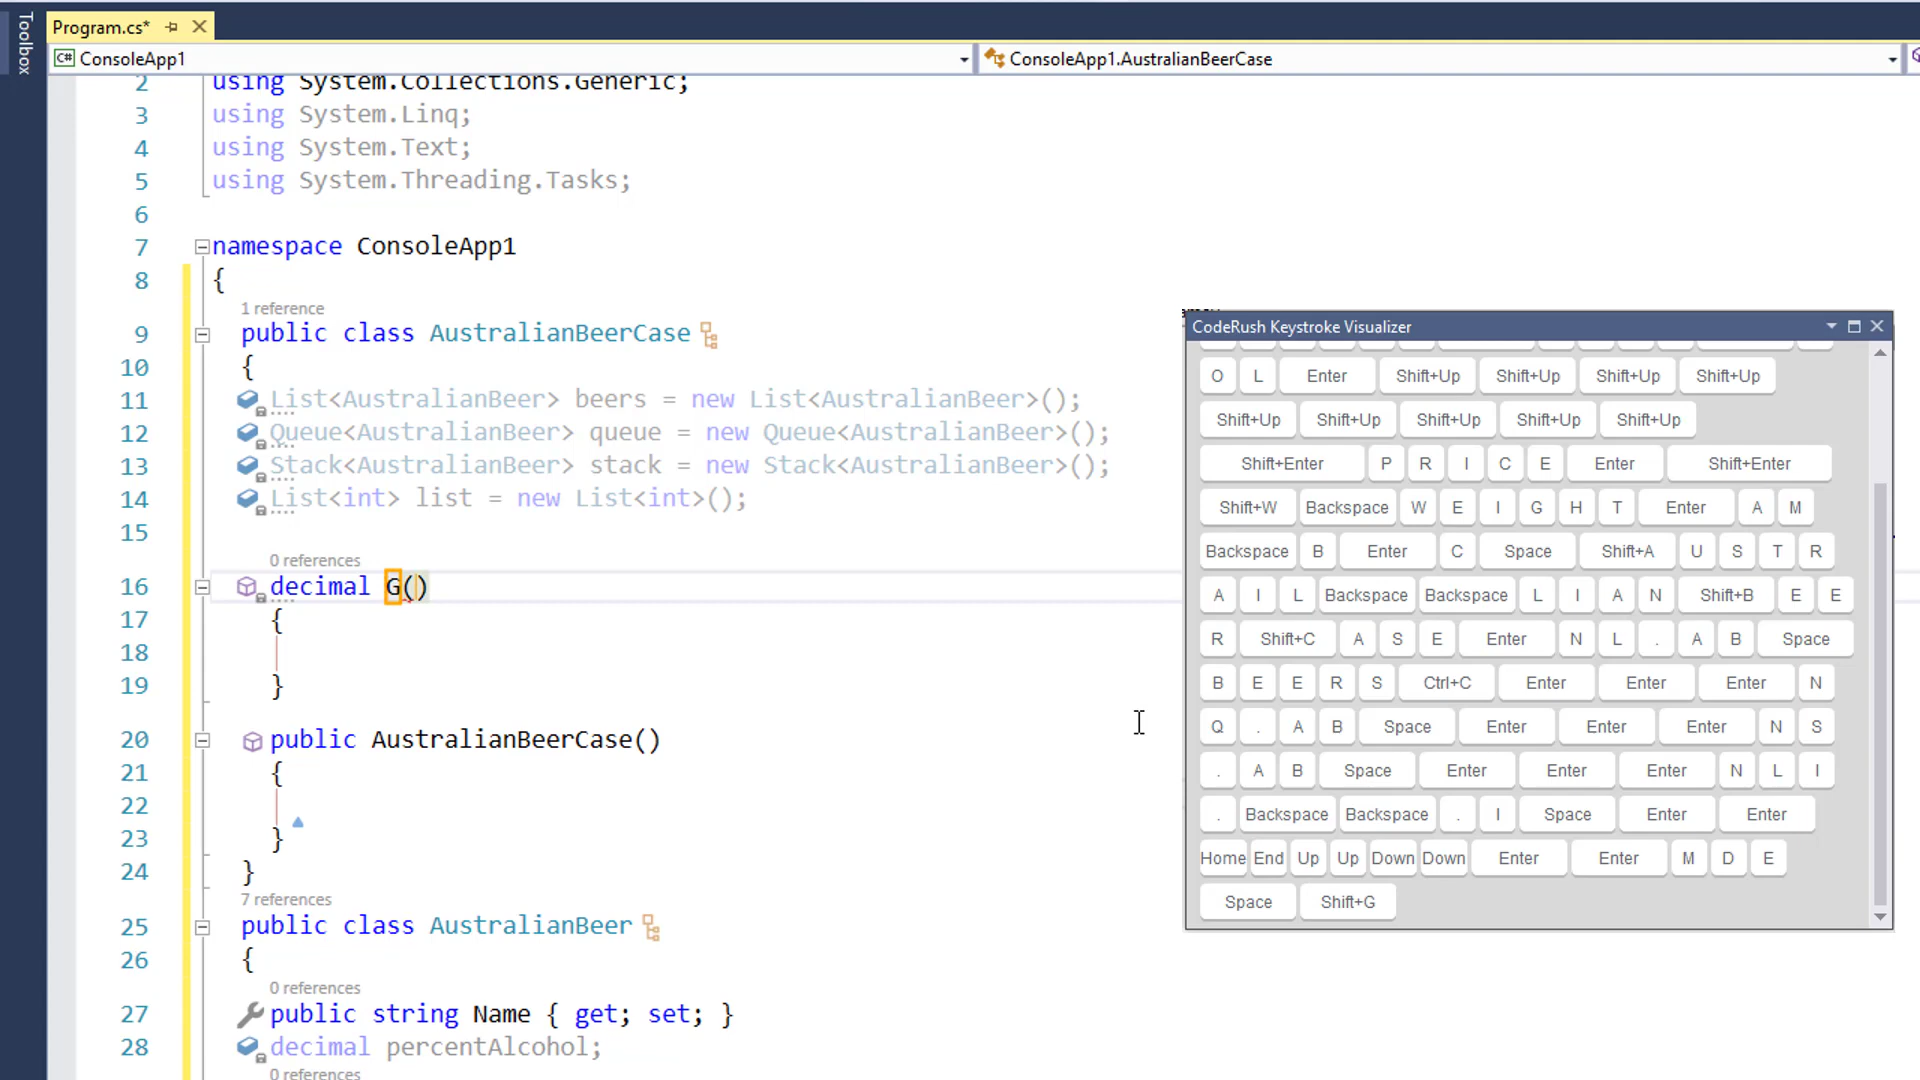 Toolbox
Program.cs*
C# ConsoleApp1
ConsoleApp1.AustralianBeerCase
2 using System.Collections.Generic;
3 using System.Linq;
4 using System.Text;
5 using System.Threading.Tasks;
6
7 namespace ConsoleApp1
8 {
1 reference
9 public class AustralianBeerCase
10 {
11 List<AustralianBeer> beers = new List<AustralianBeer>();
12 Queue<AustralianBeer> queue = new Queue<AustralianBeer>();
13 Stack<AustralianBeer> stack = new Stack<AustralianBeer>();
14 List<int> list = new List<int>();
15
0 references
16 decimal G()
17 {
18
19 }
20 public AustralianBeerCase()
21 {
22
23 }
24 }
7 references
25 public class AustralianBeer
26 {
0 references
27 public string Name { get; set; }
28 decimal percentAlcohol;
0 references
CodeRush Keystroke Visualizer
O L Enter Shift+Up Shift+Up Shift+Up Shift+Up
Shift+Up Shift+Up Shift+Up Shift+Up Shift+Up
Shift+Enter P R I C E Enter Shift+Enter
Shift+W Backspace W E I G H T Enter A M
Backspace B Enter C Space Shift+A U S T R
A I L Backspace Backspace L I A N Shift+B E E
R Shift+C A S E Enter N L . A B Space
B E E R S Ctrl+C Enter Enter Enter N
Q . A B Space Enter Enter Enter N S
. A B Space Enter Enter Enter N L I
. Backspace Backspace . I Space Enter Enter
Home End Up Up Down Down Enter Enter M D E
Space Shift+G